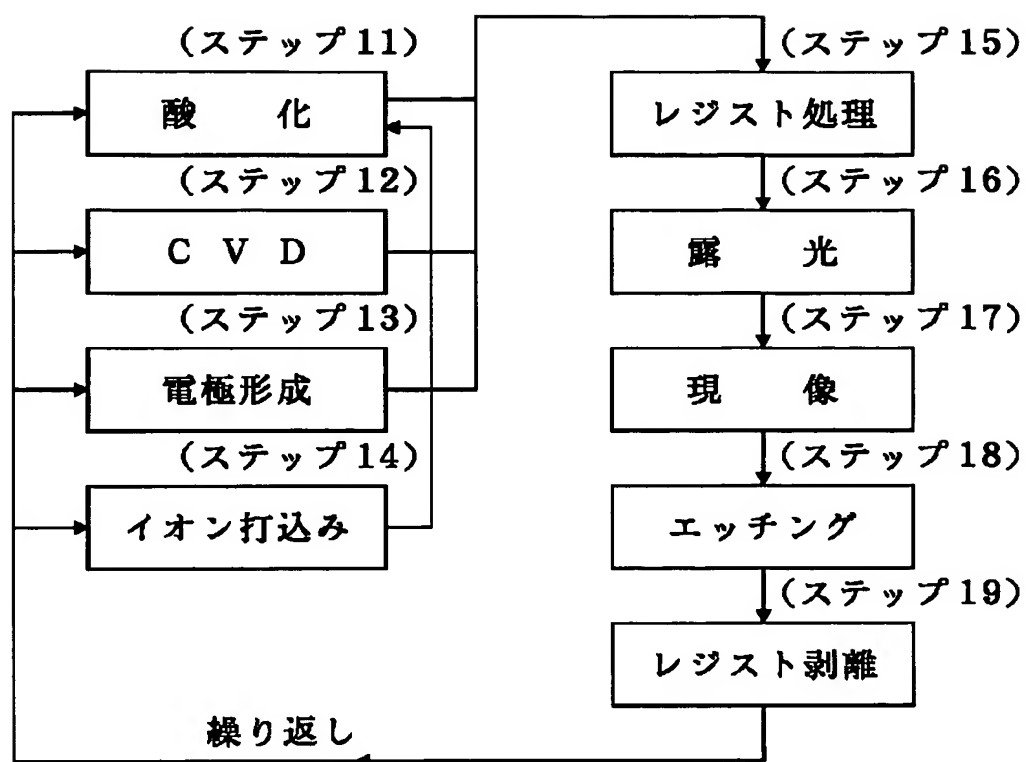 (ステップ11)
酸 化
(ステップ12)
C V D
(ステップ13)
電極形成
(ステップ14)
イオン打込み
(ステップ15)
レジスト処理
(ステップ16)
露 光
(ステップ17)
現 像
(ステップ18)
エッチング
(ステップ19)
レジスト剥離
繰り返し